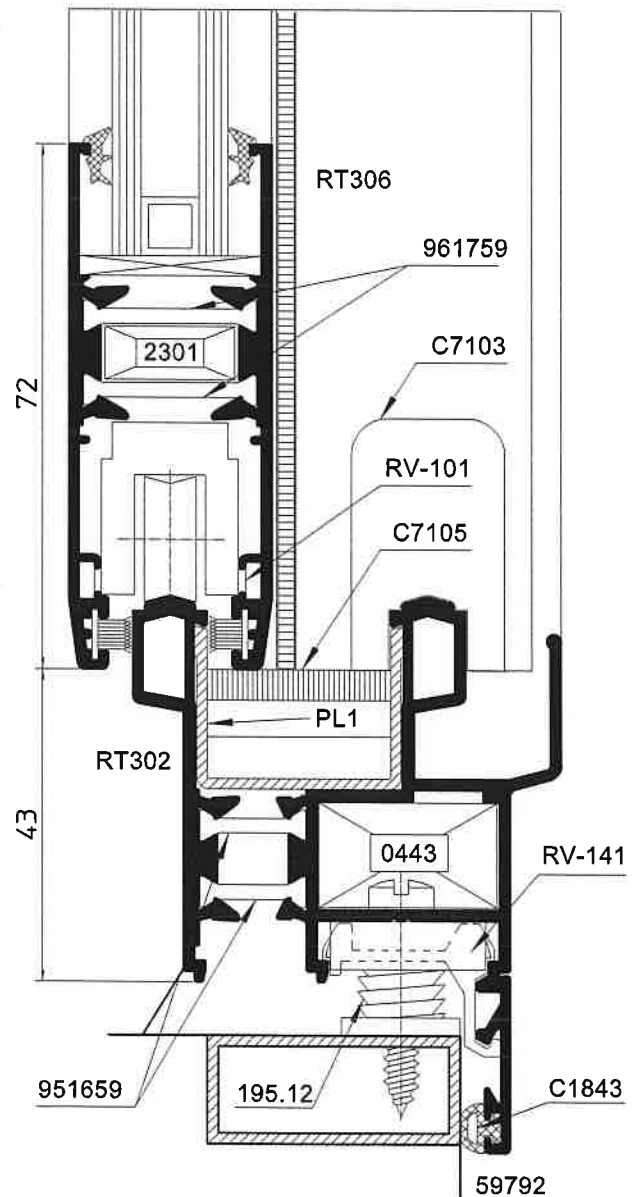 RT306
961759
2301
C7103
72
RV-101
C7105
PL1
RT302
43
0443
RV-141
951659
195.12
C1843
59792